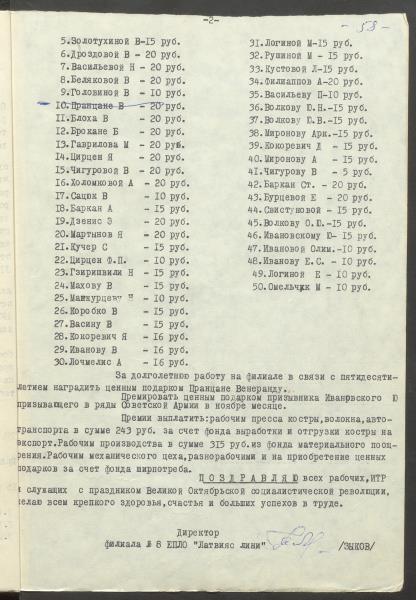 -2-
- 58 -
5.Золотухиной В-15 руб.
6.Дроздовой В - 20 руб.
7.Васильевой Н - 20 руб.
8.Беляковой В - 20 руб.
9.Головиной В - 10 руб.
10.Пранцане В - 20 руб.
11.Блоха В - 20 руб.
12.Брокане Б - 20 руб.
13.Гаврилова М - 20 руб.
14.Цирцен Я - 20 руб.
15.Чигуровой В - 20 руб.
16.Холомковой А - 20 руб.
17.Сацюк В - 10 руб.
18.Баркан А - 15 руб.
19.Дзенис Э - 20 руб.
20.Мартынов Я - 20 руб.
21.Кучер С - 15 руб.
22.Цирцен Ф.П. - 10 руб.
23.Гзиришвили Н - 15 руб.
24.Махову В - 15 руб.
25.Машкурцеву Н - 10 руб.
26.Коробко В - 15 руб.
27.Васину В - 15 руб.
28.Кокоревич Я - 16 руб.
29.Иванову В - 16 руб.
30.Лочмелис А - 16 руб.
31.Логиной М-15 руб.
32.Рушиной М - 15 руб.
33.Кустовой Л-15 руб.
34.Филиаппов А-20 руб.
35.Васильеву П-10 руб.
36.Волкову Ю.Н.-15 руб.
37.Волкову Ю.В.-15 руб.
38.Миронову Арк.-15 руб.
39.Кокоревич Д - 15 руб.
40.Миронову А - 15 руб.
41.Чигурову В - 5 руб.
42.Баркан Ст. - 20 руб.
43.Бурцевой Е - 20 руб.
44.Свистуновой - 15 руб.
45.Волкову О.Ю.-15 руб.
46.Ивановскому Ю- 15 руб.
47.Ивановой Олим.-10 руб.
48.Иванову Е.С. - 10 руб.
49.Логиной Е - 10 руб.
50.Омельчик М - 10 руб.
За долголетнюю работу на филиале в связи с пятидесяти-
летием наградить ценным подарком Пранцане Венеранду.
Премировать ценным подарком призывника Ивановского Ю
призывающего в ряды Советской Армии в ноябре месяце.
Премии выплатить:рабочим пресса костры,волокна,авто-
транспорта в сумме 243 руб. за счет фонда выработки и отгрузки костры на
экспорт.Рабочим производства в сумме 315 руб.из фонда материального поощ-
рения.Рабочим механического цеха,разнорабочими и на приобретение ценных
подарков за счет фонда ширпотреба.
ПОЗДРАВЛЯЮ всех рабочих,ИТР
и служащих с праздником Великой Октябрьской социалистической революции,
желаю всем крепкого здоровья,счастья и больших успехов в труде.
Директор
филиала № 8 ЕПЛО "Латвияс лини" /ЗЫКОВ/